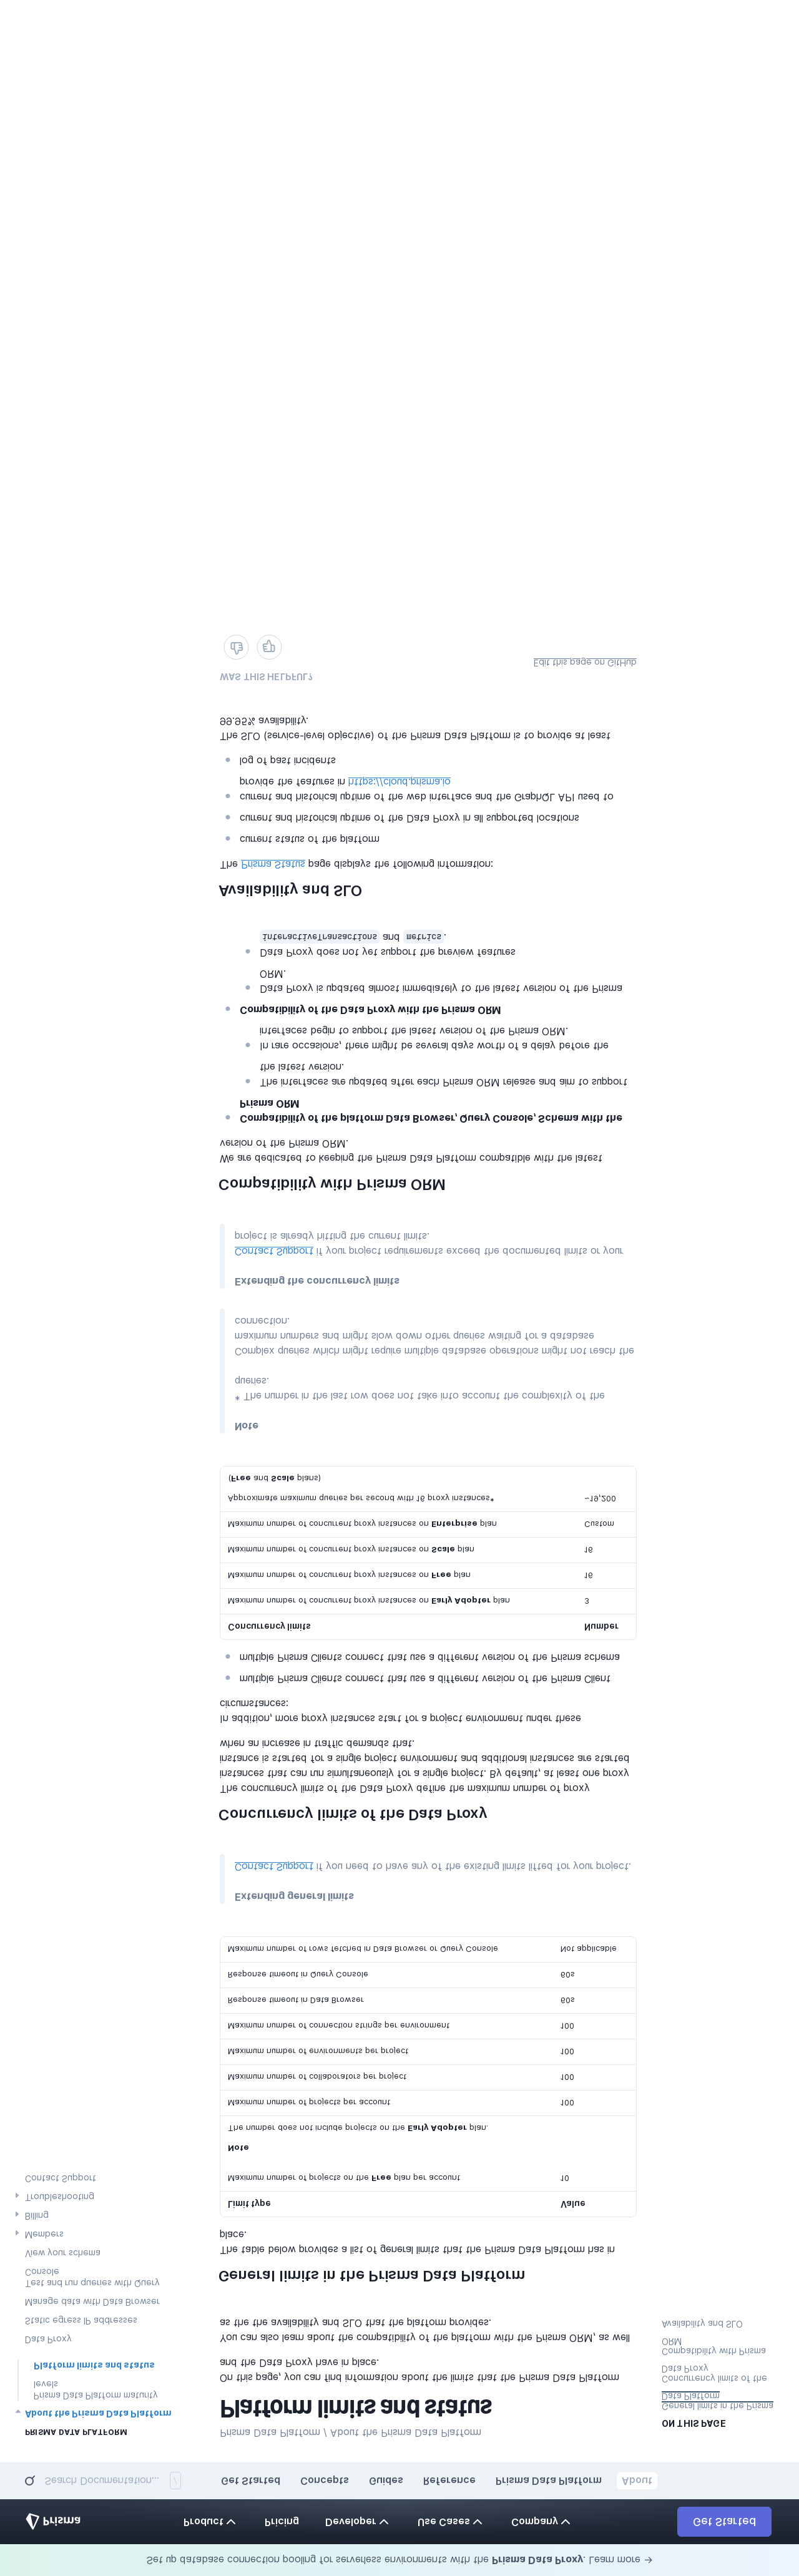 Set up database connection pooling for serverless environments with the Prisma Data Proxy. Learn more →
Prisma
Product
Pricing
Developer
Use Cases
Company
Get Started
Search Documentation... /
Get Started
Concepts
Guides
Reference
Prisma Data Platform
About
PRISMA DATA PLATFORM
About the Prisma Data Platform
Prisma Data Platform maturity
levels
Platform limits and status
Data Proxy
Static egress IP addresses
Manage data with Data Browser
Test and run queries with Query
Console
View your schema
Members
Billing
Troubleshooting
Contact Support
Prisma Data Platform / About the Prisma Data Platform
Platform limits and status
On this page, you can find information about the limits that the Prisma Data Platform
and the Data Proxy have in place.
You can also learn about the compatibility of the platform with the Prisma ORM, as well
as the the availability and SLO that the platform provides.
General limits in the Prisma Data Platform
The table below provides a list of general limits that the Prisma Data Platform has in
place.
Limit type Value
Maximum number of projects on the Free plan per account 10
Note
The number does not include projects on the Early Adopter plan.
Maximum number of projects per account 100
Maximum number of collaborators per project 100
Maximum number of environments per project 100
Maximum number of connection strings per environment 100
Response timeout in Data Browser 60s
Response timeout in Query Console 60s
Maximum number of rows fetched in Data Browser or Query Console Not applicable
Extending general limits
Contact Support if you need to have any of the existing limits lifted for your project.
Concurrency limits of the Data Proxy
The concurrency limits of the Data Proxy define the maximum number of proxy
instances that can run simultaneously for a single project. By default, at least one proxy
instance is started for a single project environment and additional instances are started
when an increase in traffic demands that.
In addition, more proxy instances start for a project environment under these
circumstances:
multiple Prisma Clients connect that use a different version of the Prisma Client
multiple Prisma Clients connect that use a different version of the Prisma schema
Concurrency limits Number
Maximum number of concurrent proxy instances on Early Adopter plan 3
Maximum number of concurrent proxy instances on Free plan 16
Maximum number of concurrent proxy instances on Scale plan 16
Maximum number of concurrent proxy instances on Enterprise plan Custom
Approximate maximum queries per second with 16 proxy instances* ~19,200
(Free and Scale plans)
Note
* The number in the last row does not take into account the complexity of the
queries.
Complex queries which might require multiple database operations might not reach the
maximum numbers and might slow down other queries waiting for a database
connection.
Extending the concurrency limits
Contact Support if your project requirements exceed the documented limits or your
project is already hitting the current limits.
Compatibility with Prisma ORM
We are dedicated to keeping the Prisma Data Platform compatible with the latest
version of the Prisma ORM.
Compatibility of the platform Data Browser, Query Console, Schema with the
Prisma ORM
The interfaces are updated after each Prisma ORM release and aim to support
the latest version.
In rare occasions, there might be several days worth of a delay before the
interfaces begin to support the latest version of the Prisma ORM.
Compatibility of the Data Proxy with the Prisma ORM
Data Proxy is updated almost immediately to the latest version of the Prisma
ORM.
Data Proxy does not yet support the preview features
interactiveTransactions and metrics.
Availability and SLO
The Prisma Status page displays the following information:
current status of the platform
current and historical uptime of the Data Proxy in all supported locations
current and historical uptime of the web interface and the GraphQL API used to
provide the features in https://cloud.prisma.io
log of past incidents
The SLO (service-level objective) of the Prisma Data Platform is to provide at least
99.95% availability.
WAS THIS HELPFUL?
Edit this page on GitHub
ON THIS PAGE
General limits in the Prisma
Data Platform
Concurrency limits of the
Data Proxy
Compatibility with Prisma
ORM
Availability and SLO